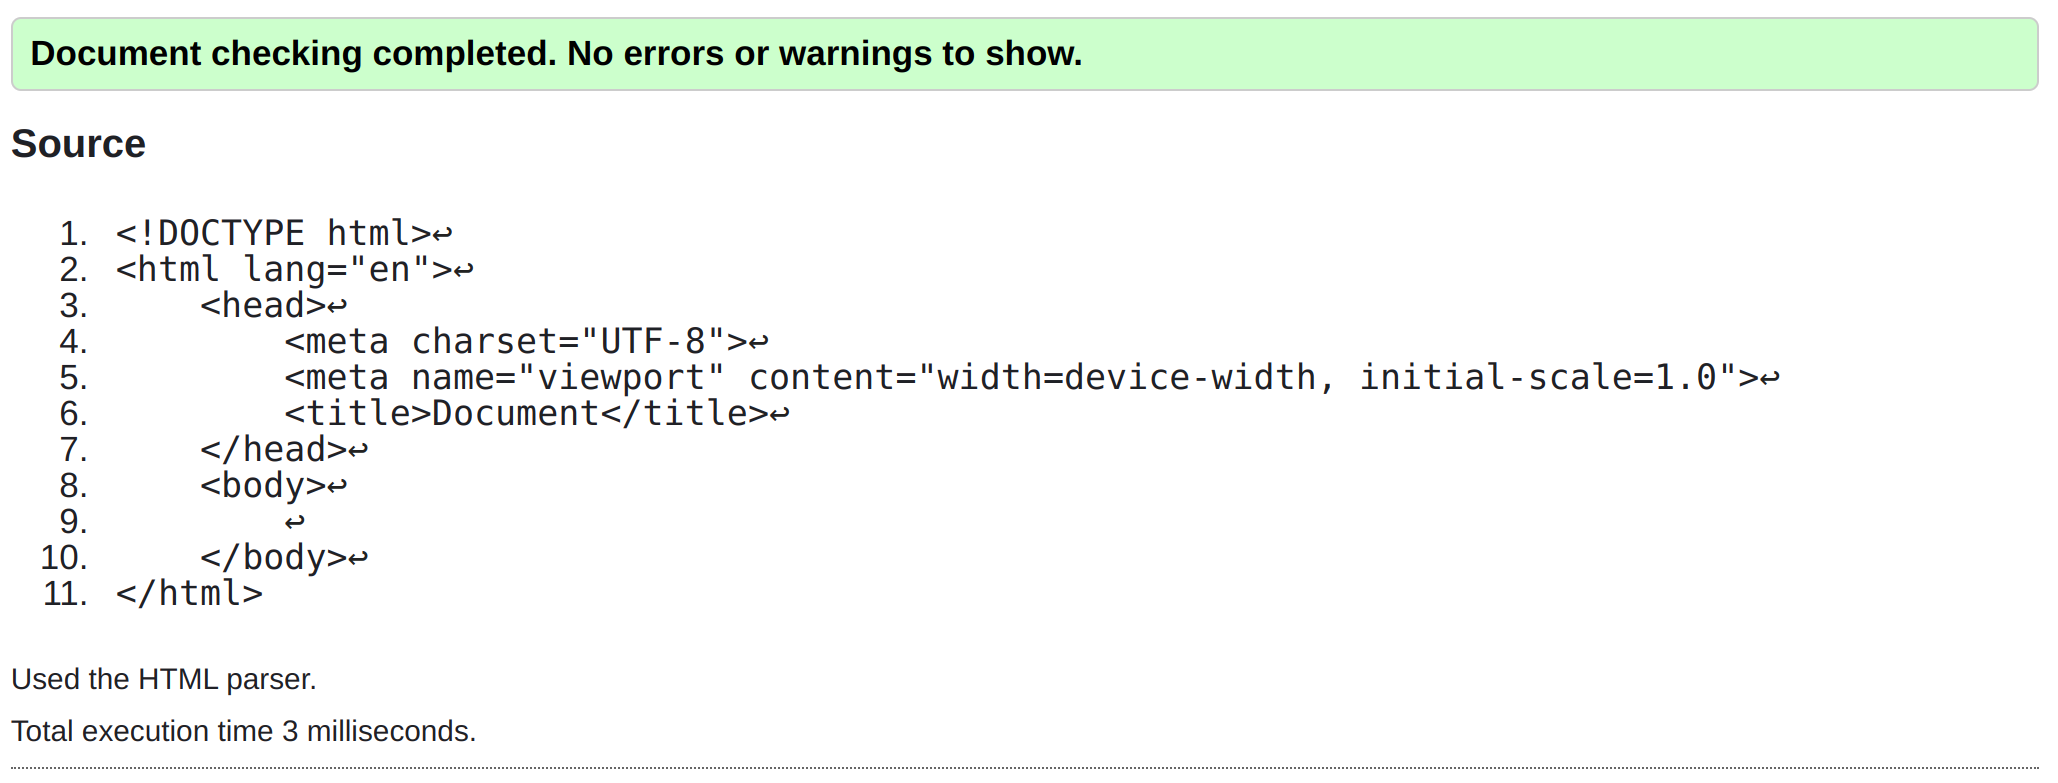 Document checking completed. No errors or warnings to show.
Source
1. <!DOCTYPE html>↩
2. <html lang="en">↩
3.     <head>↩
4.         <meta charset="UTF-8">↩
5.         <meta name="viewport" content="width=device-width, initial-scale=1.0">↩
6.         <title>Document</title>↩
7.     </head>↩
8.     <body>↩
9.         ↩
10.     </body>↩
11. </html>
Used the HTML parser.
Total execution time 3 milliseconds.